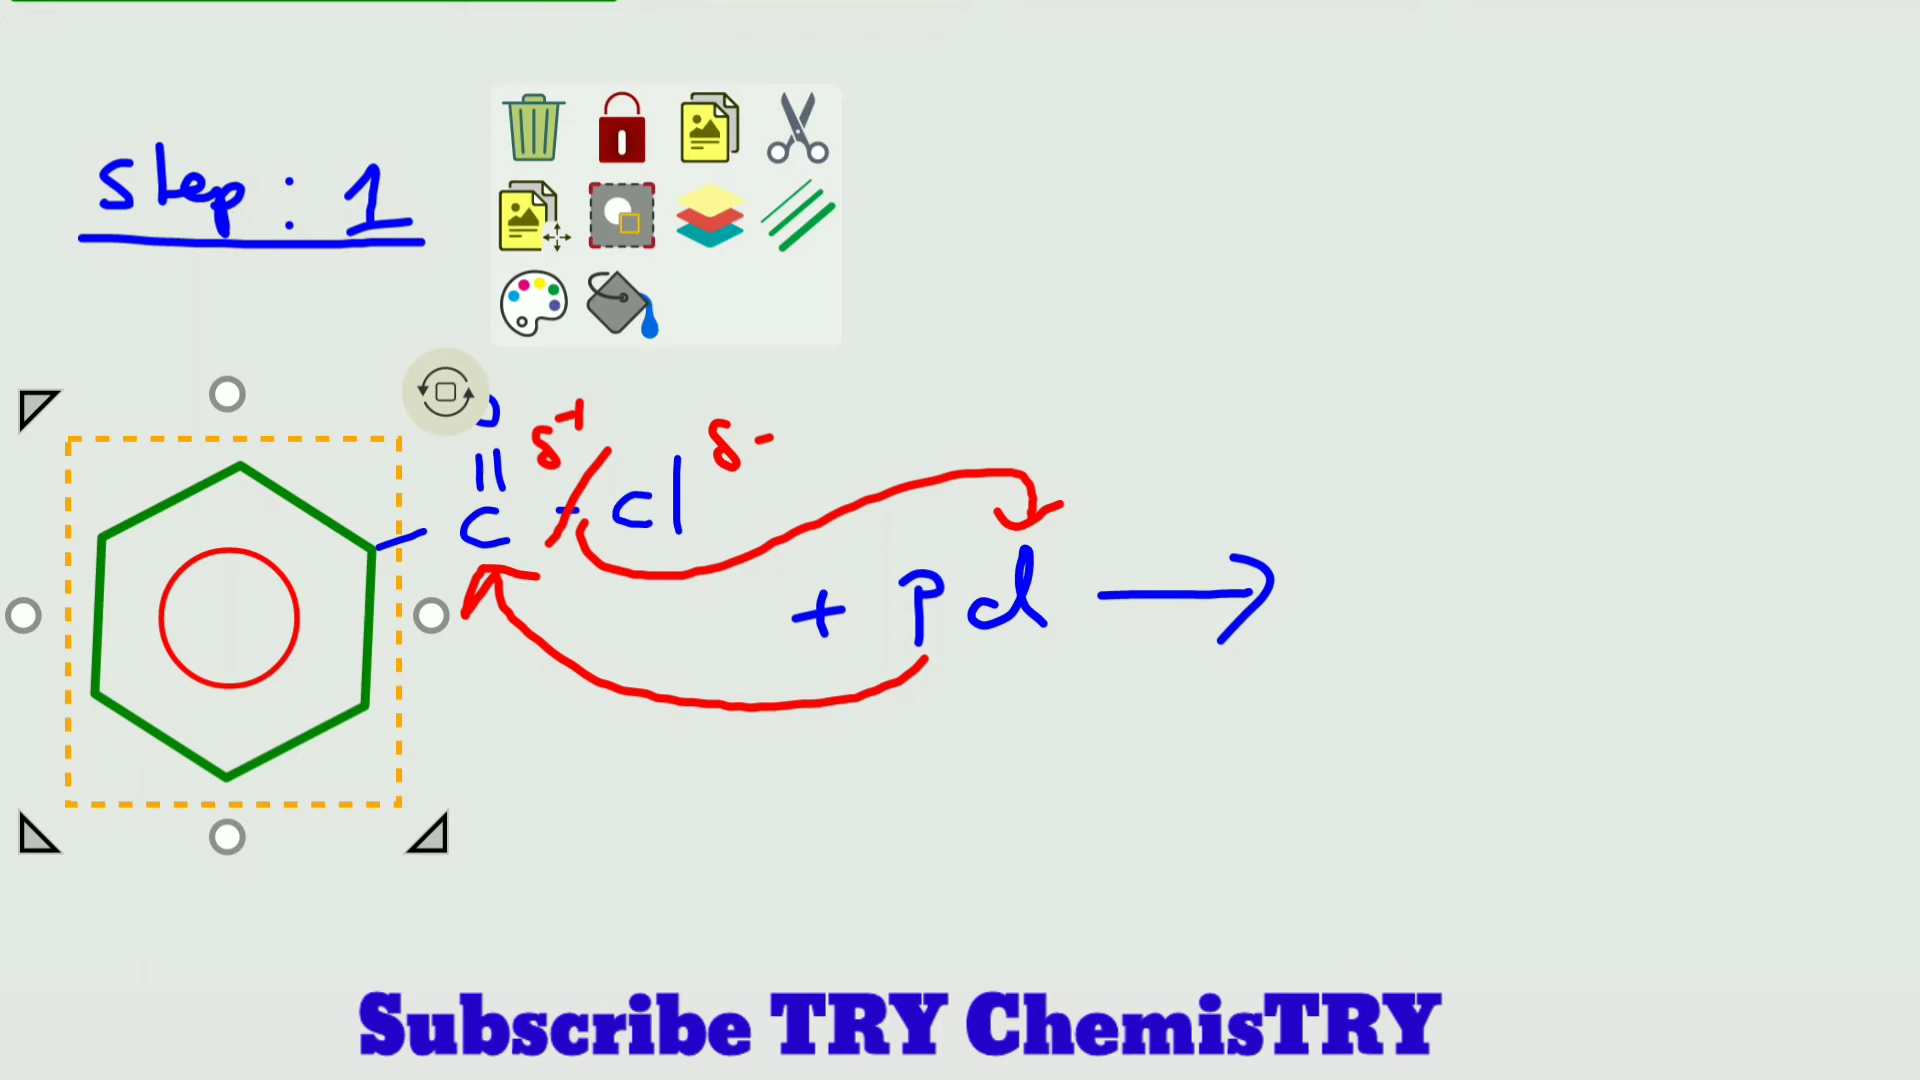 Step : 1
O
δ+ δ-
|| 
C - Cl
+ Pd →
Subscribe TRY ChemisTRY